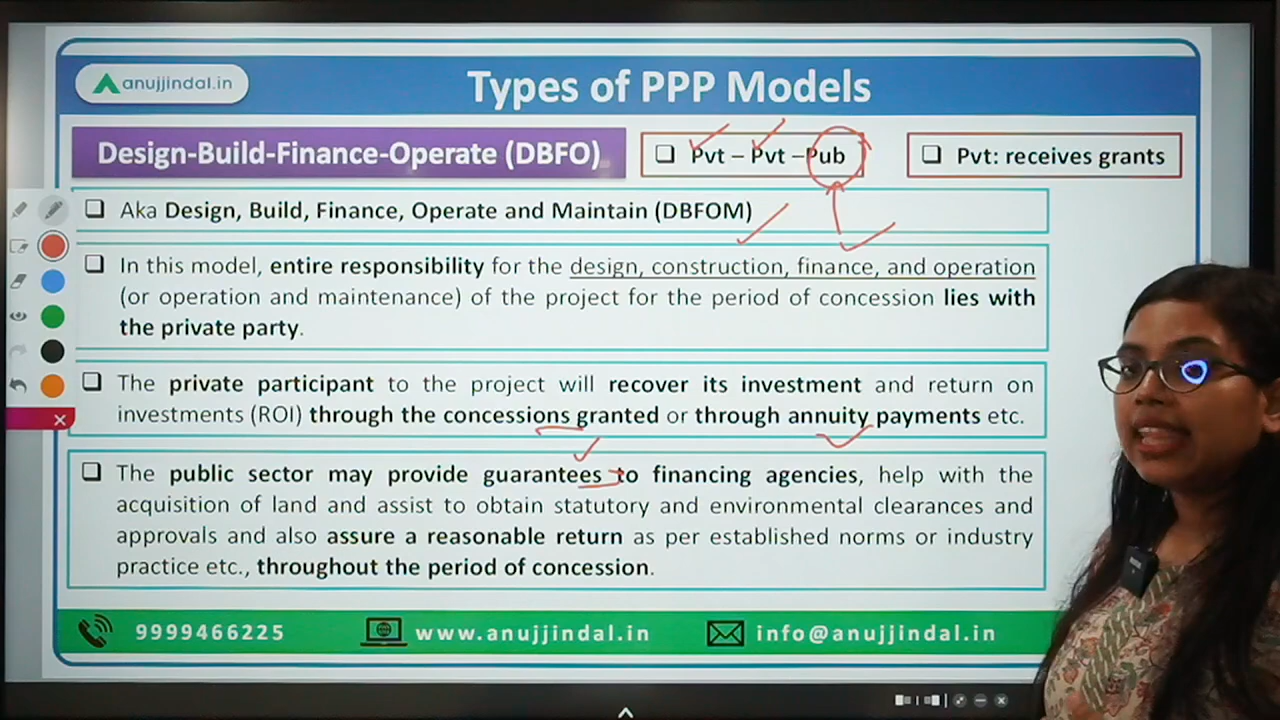 anujjindal.in
Types of PPP Models
Design-Build-Finance-Operate (DBFO)
❑ Pvt – Pvt –Pub
❑ Pvt: receives grants
❑ Aka Design, Build, Finance, Operate and Maintain (DBFOM)
❑ In this model, entire responsibility for the design, construction, finance, and operation
(or operation and maintenance) of the project for the period of concession lies with
the private party.
❑ The private participant to the project will recover its investment and return on
investments (ROI) through the concessions granted or through annuity payments etc.
❑ The public sector may provide guarantees to financing agencies, help with the
acquisition of land and assist to obtain statutory and environmental clearances and
approvals and also assure a reasonable return as per established norms or industry
practice etc., throughout the period of concession.
9999466225
www.anujjindal.in
info@anujjindal.in